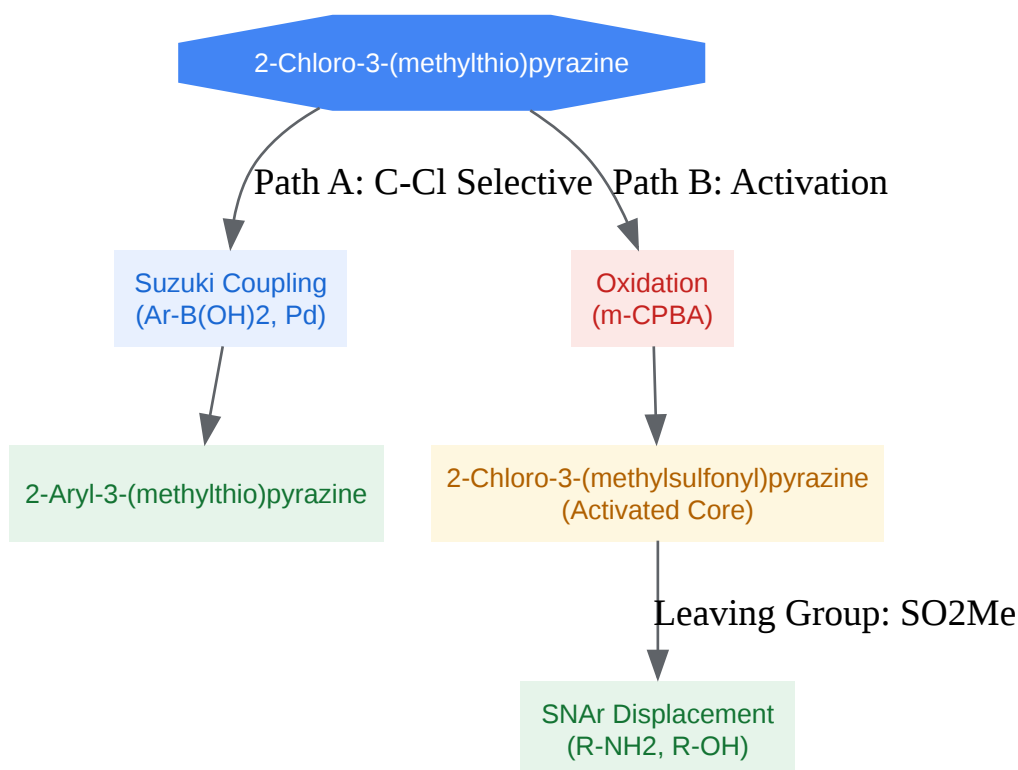 2-Chloro-3-(methylthio)pyrazine
Path A: C-Cl Selective
Path B: Activation
Suzuki Coupling
(Ar-B(OH)2, Pd)
Oxidation
(m-CPBA)
2-Aryl-3-(methylthio)pyrazine
2-Chloro-3-(methylsulfonyl)pyrazine
(Activated Core)
Leaving Group: SO2Me
SNAr Displacement
(R-NH2, R-OH)